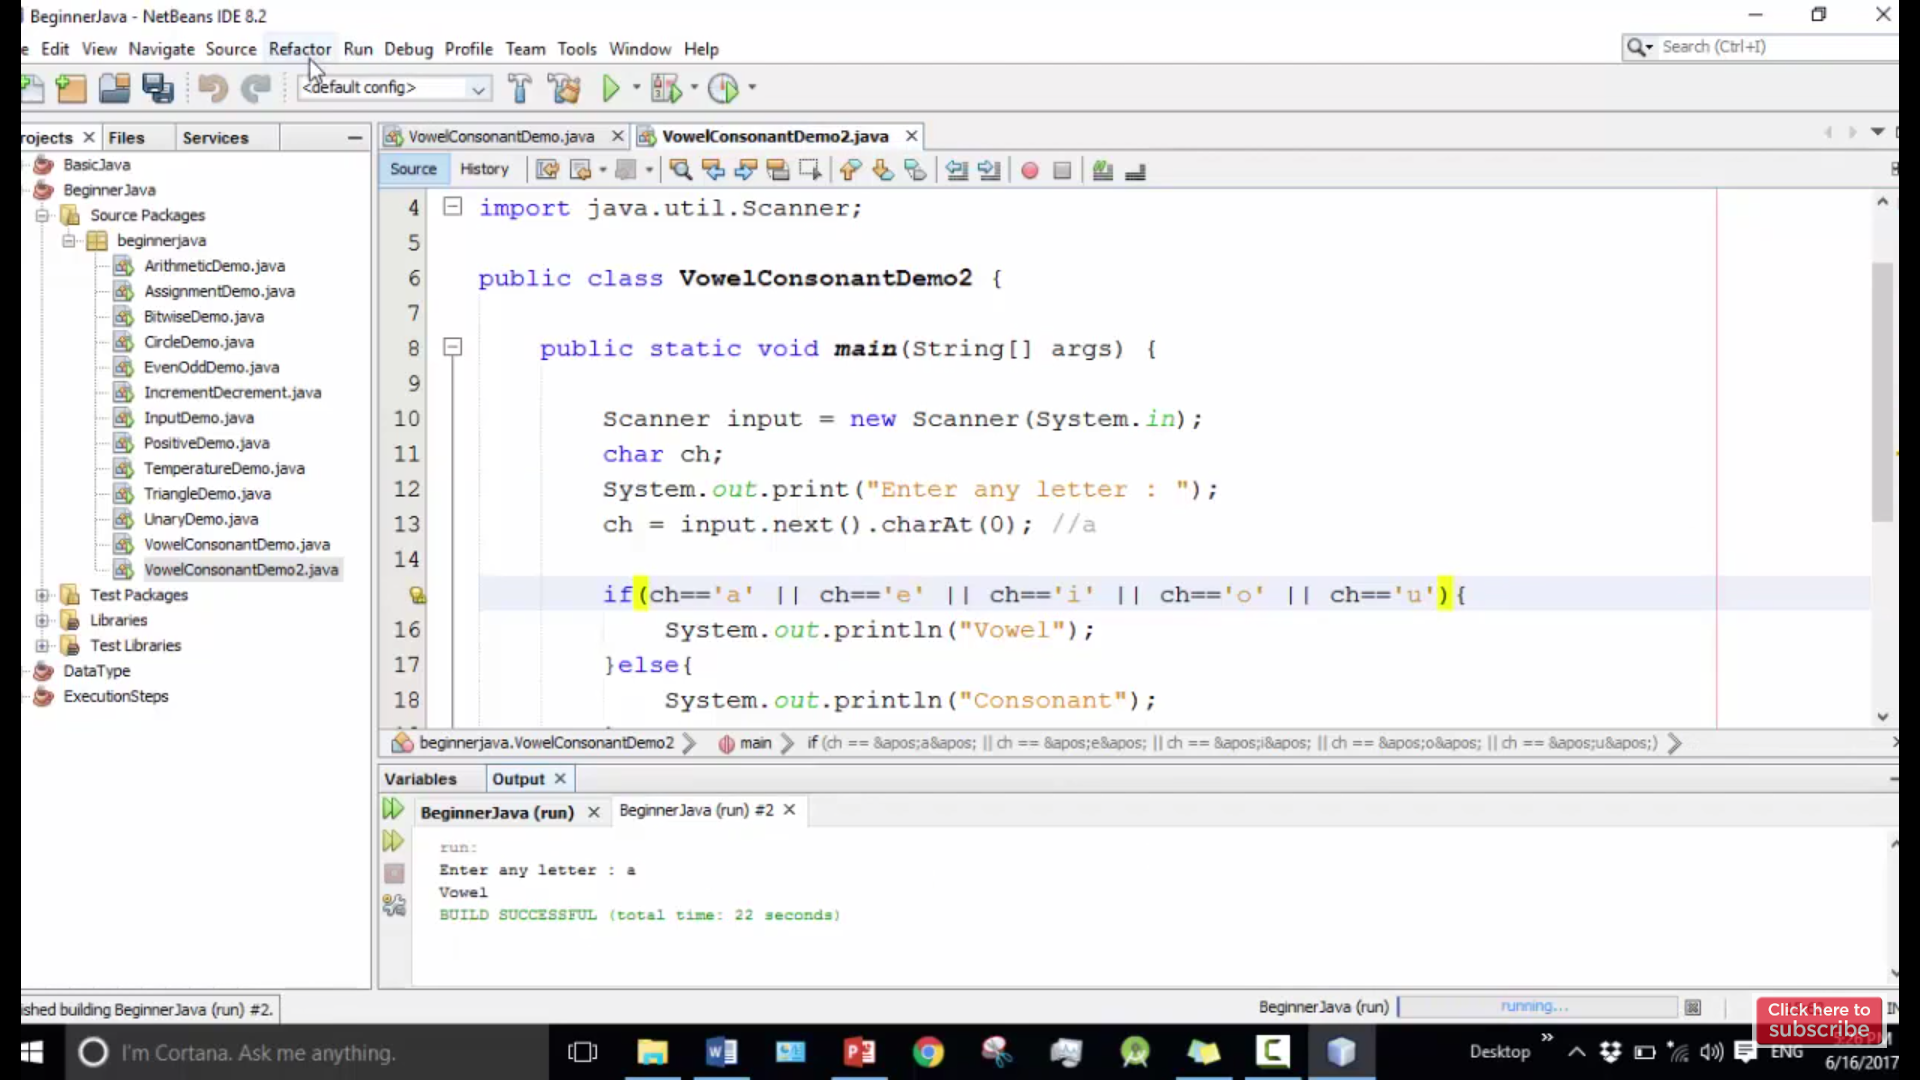 BeginnerJava - NetBeans IDE 8.2
e Edit View Navigate Source Refactor Run Debug Profile Team Tools Window Help
Search (Ctrl+I)
<default config>
rojects Files Services
VowelConsonantDemo.java VowelConsonantDemo2.java
Source History
BasicJava
BeginnerJava
Source Packages
beginnerjava
ArithmeticDemo.java
AssignmentDemo.java
BitwiseDemo.java
CircleDemo.java
EvenOddDemo.java
IncrementDecrement.java
InputDemo.java
PositiveDemo.java
TemperatureDemo.java
TriangleDemo.java
UnaryDemo.java
VowelConsonantDemo.java
VowelConsonantDemo2.java
Test Packages
Libraries
Test Libraries
DataType
ExecutionSteps
4 import java.util.Scanner;
5
6 public class VowelConsonantDemo2 {
7
8 public static void main(String[] args) {
9
10 Scanner input = new Scanner(System.in);
11 char ch;
12 System.out.print("Enter any letter : ");
13 ch = input.next().charAt(0); //a
14
if(ch=='a' || ch=='e' || ch=='i' || ch=='o' || ch=='u'){
16 System.out.println("Vowel");
17 }else{
18 System.out.println("Consonant");
beginnerjava.VowelConsonantDemo2 main if (ch == &apos;a&apos; || ch == &apos;e&apos; || ch == &apos;i&apos; || ch == &apos;o&apos; || ch == &apos;u&apos;)
Variables Output
BeginnerJava (run) BeginnerJava (run) #2
run:
Enter any letter : a
Vowel
BUILD SUCCESSFUL (total time: 22 seconds)
ished building BeginnerJava (run) #2.
BeginnerJava (run) running...
Click here to
subscribe
I'm Cortana. Ask me anything.
Desktop
ENG
6/16/2017